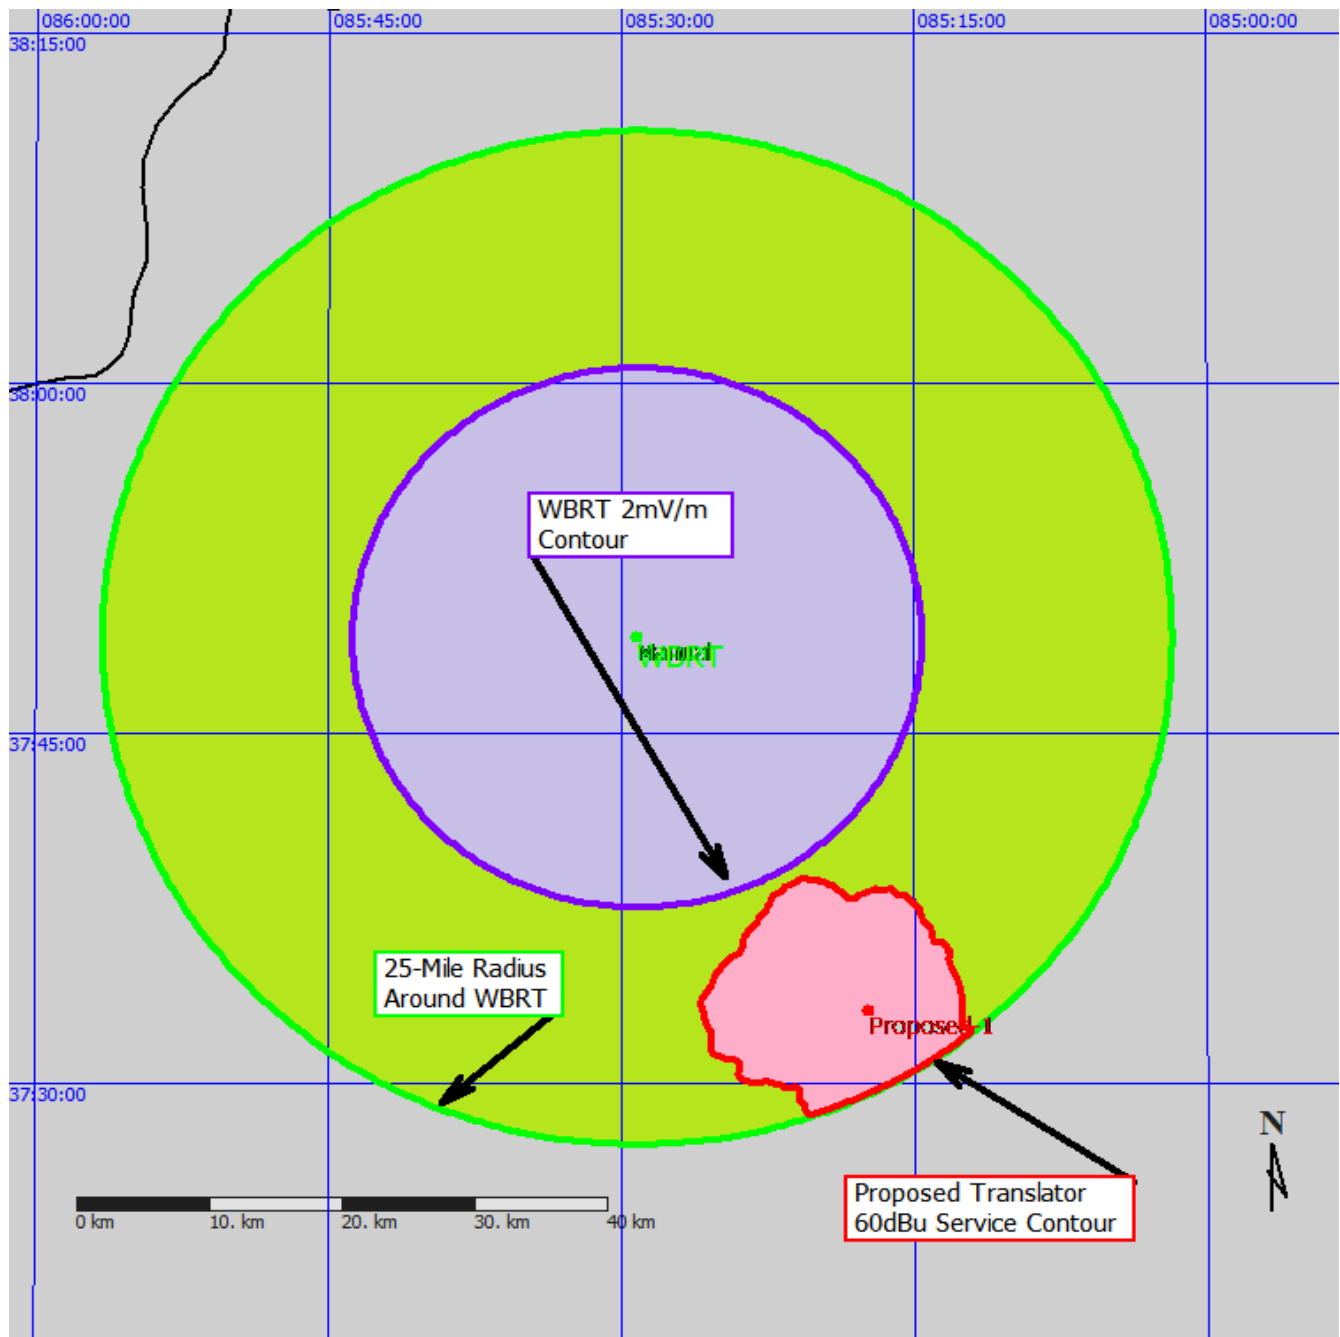 086:00:00 085:45:00 085:30:00 085:15:00 085:00:00
38:15:00
38:00:00
WBRT 2mV/m
Contour
WBRT
37:45:00
25-Mile Radius
Around WBRT
Proposed-1
37:30:00
N
Proposed Translator
60dBu Service Contour
0 km 10. km 20. km 30. km 40 km